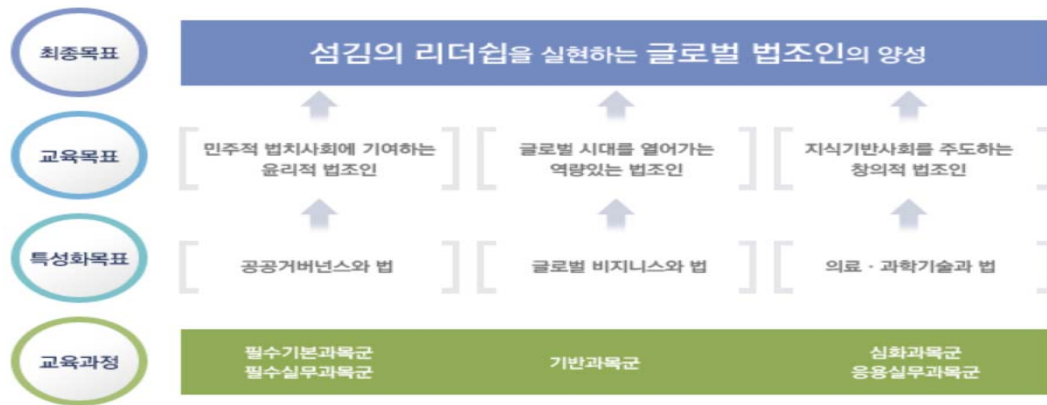 최종목표
섬김의 리더쉽을 실현하는 글로벌 법조인의 양성
교육목표
민주적 법치사회에 기여하는
윤리적 법조인
글로벌 시대를 열어가는
역량있는 법조인
지식기반사회를 주도하는
창의적 법조인
특성화목표
공공거버넌스와 법
글로벌 비지니스와 법
의료 · 과학기술과 법
교육과정
필수기본과목군
필수실무과목군
기반과목군
심화과목군
응용실무과목군